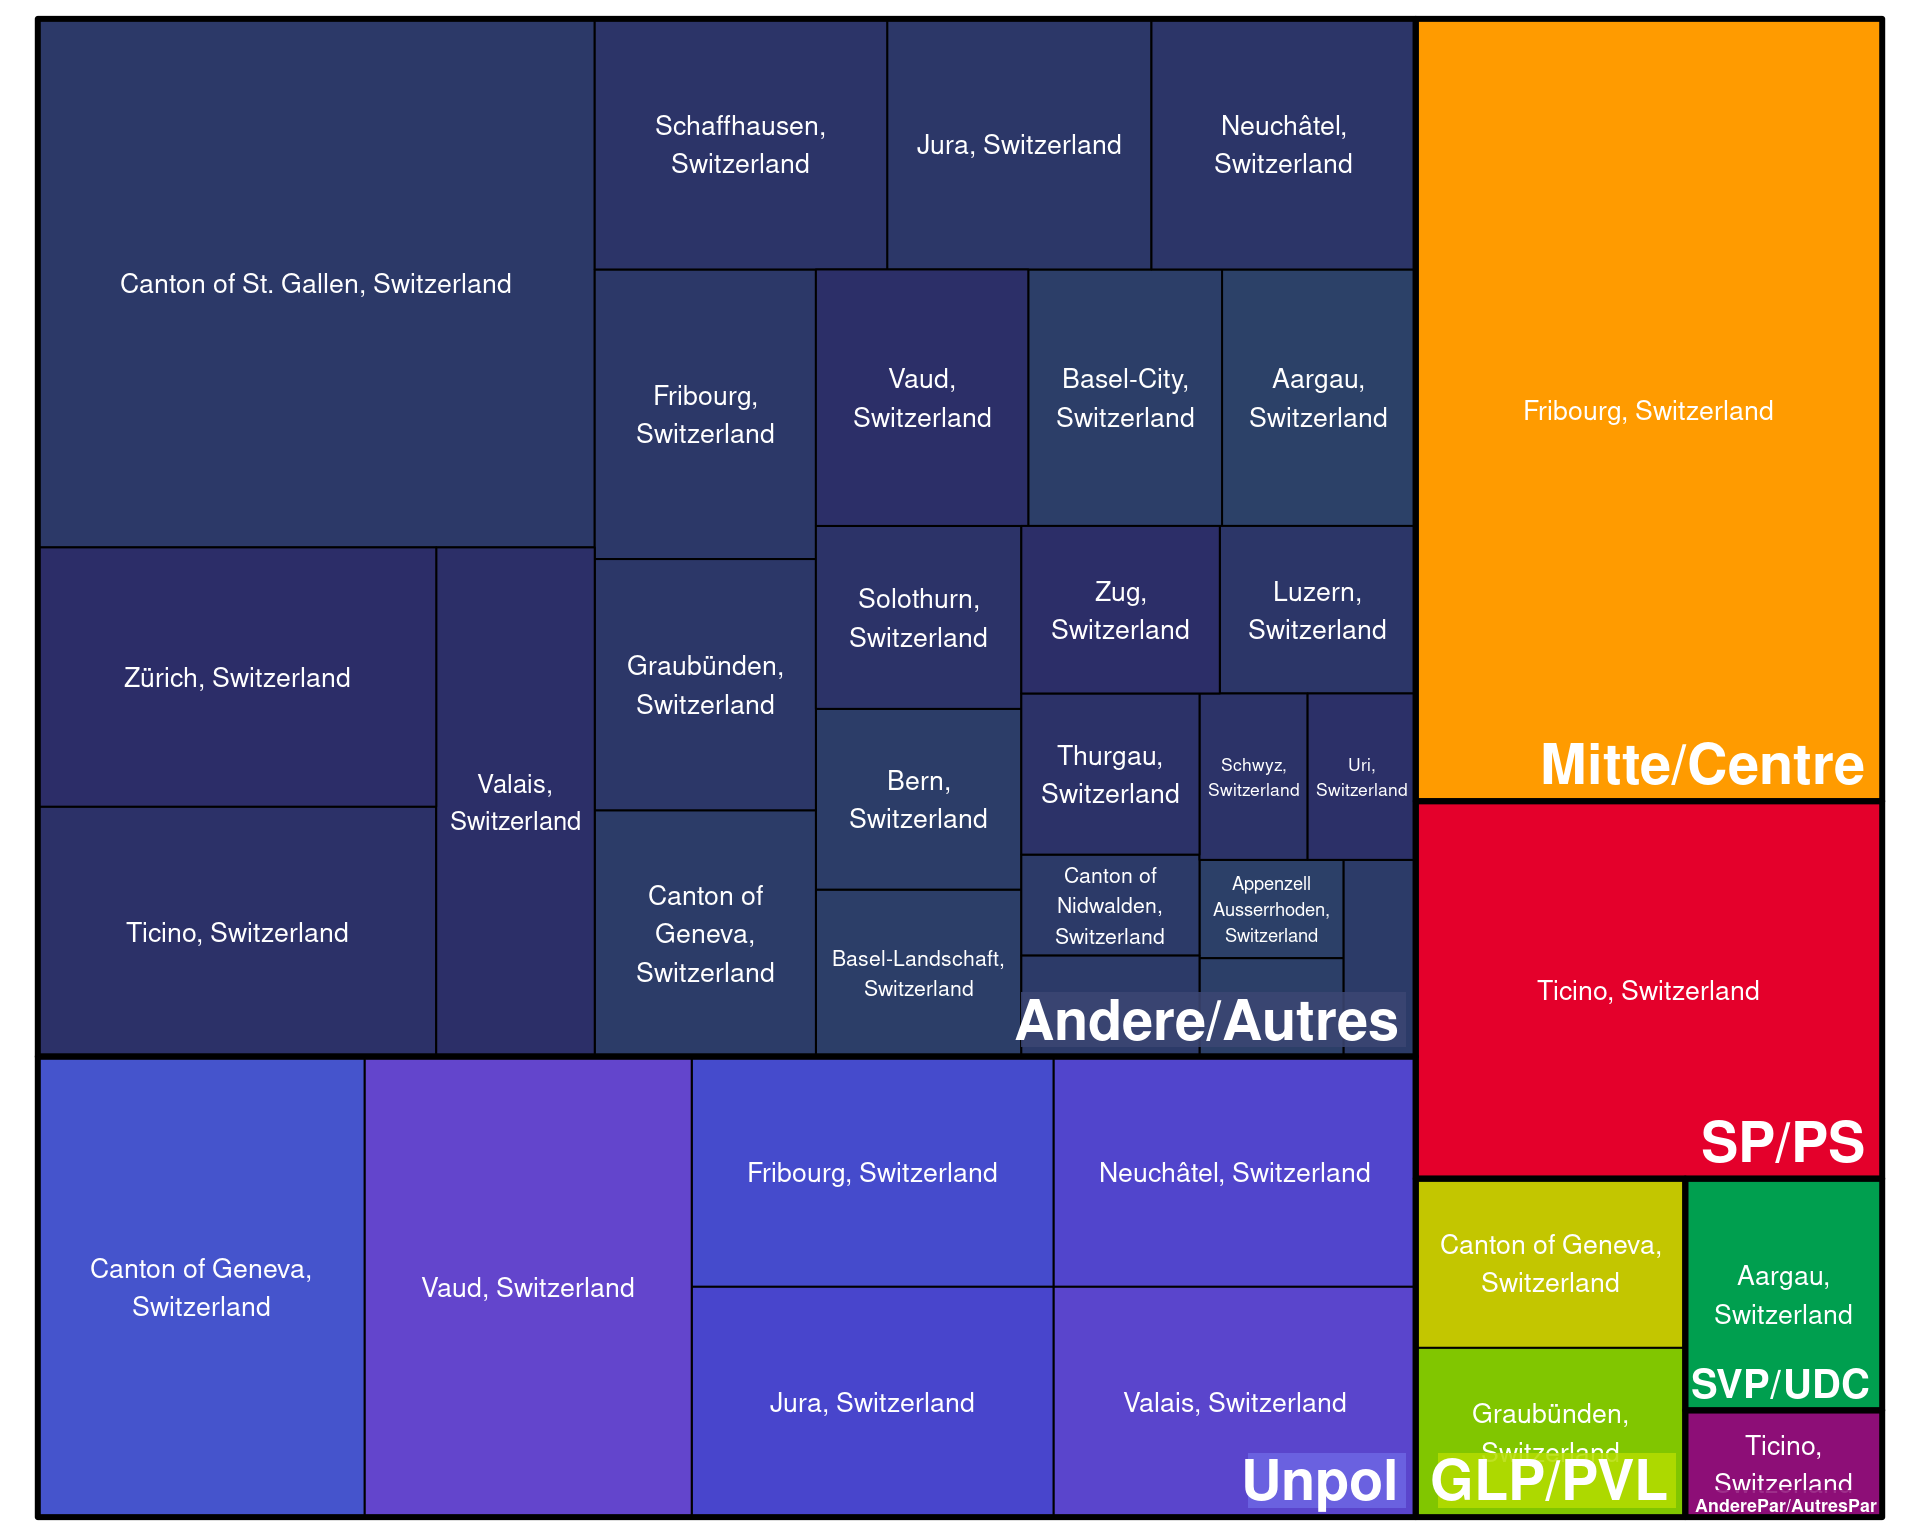 Canton of St. Gallen, Switzerland
Schaffhausen,
Switzerland
Jura, Switzerland
Neuchâtel,
Switzerland
Fribourg,
Switzerland
Vaud,
Switzerland
Basel-City,
Switzerland
Aargau,
Switzerland
Zürich, Switzerland
Ticino, Switzerland
Valais,
Switzerland
Graubünden,
Switzerland
Canton of
Geneva,
Switzerland
Solothurn,
Switzerland
Bern,
Switzerland
Basel-Landschaft,
Switzerland
Zug,
Switzerland
Luzern,
Switzerland
Thurgau,
Switzerland
Schwyz,
Switzerland
Uri,
Switzerland
Canton of
Nidwalden,
Switzerland
Appenzell
Ausserrhoden,
Switzerland
Andere/Autres
Fribourg, Switzerland
Mitte/Centre
Ticino, Switzerland
SP/PS
Canton of Geneva,
Switzerland
Vaud, Switzerland
Fribourg, Switzerland
Neuchâtel, Switzerland
Jura, Switzerland
Valais, Switzerland
Unpol
Canton of Geneva,
Switzerland
Graubünden,
Switzerland
GLP/PVL
Aargau,
Switzerland
SVP/UDC
Ticino,
Switzerland
AnderePar/AutresPar